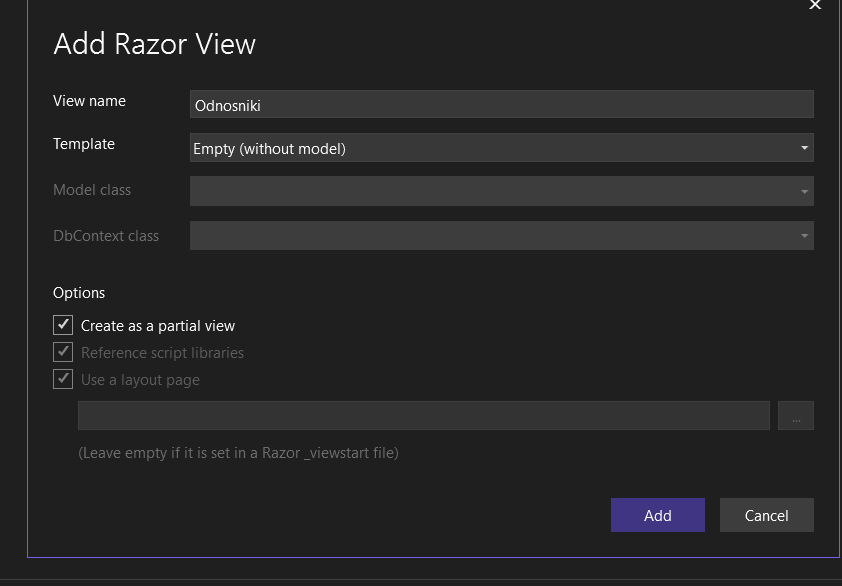 Add Razor View
View name
Odnosniki
Template
Empty (without model)
Model class
DbContext class
Options
Create as a partial view
Reference script libraries
Use a layout page
...
(Leave empty if it is set in a Razor _viewstart file)
Add
Cancel